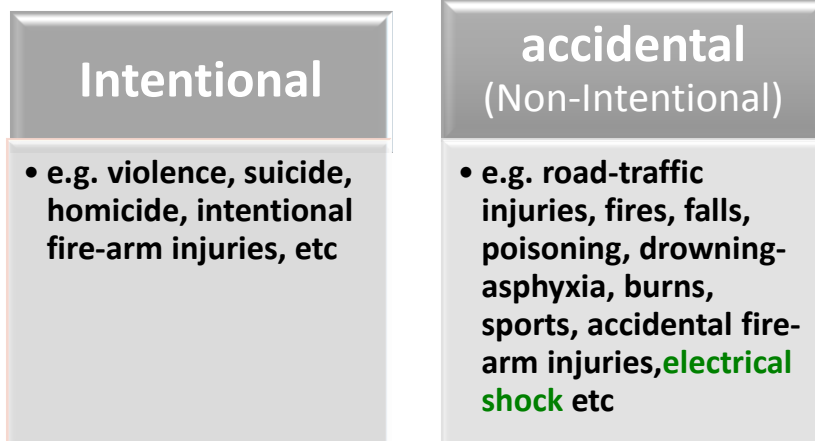 Intentional
• e.g. violence, suicide,
homicide, intentional
fire-arm injuries, etc
accidental
(Non-Intentional)
• e.g. road-traffic
injuries, fires, falls,
poisoning, drowning-
asphyxia, burns,
sports, accidental fire-
arm injuries,electrical
shock etc